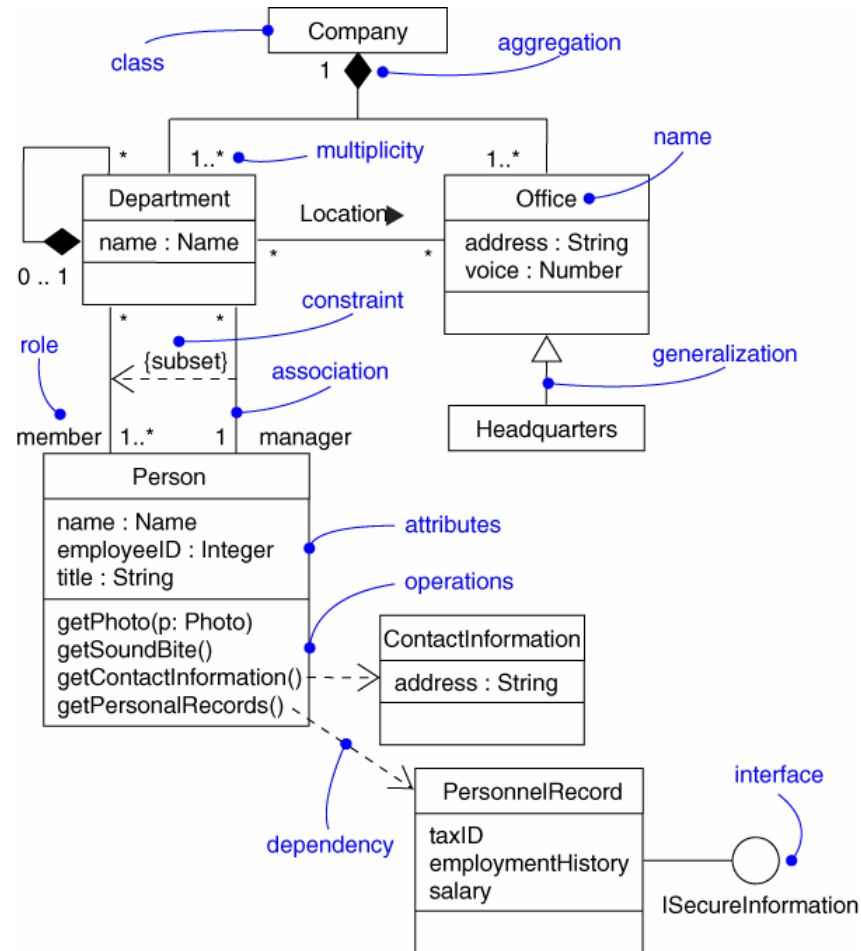 Company
class
1
aggregation
*
1..*
multiplicity
1..*
name
Department
Office
name : Name
Location
address : String
voice : Number
*
*
0 .. 1
*
*
constraint
role
{subset}
association
generalization
member
1..*
1
manager
Headquarters
Person
name : Name
employeeID : Integer
title : String
attributes
operations
getPhoto(p: Photo)
getSoundBite()
getContactInformation()
getPersonalRecords()
ContactInformation
address : String
dependency
PersonnelRecord
taxID
employmentHistory
salary
interface
ISecureInformation